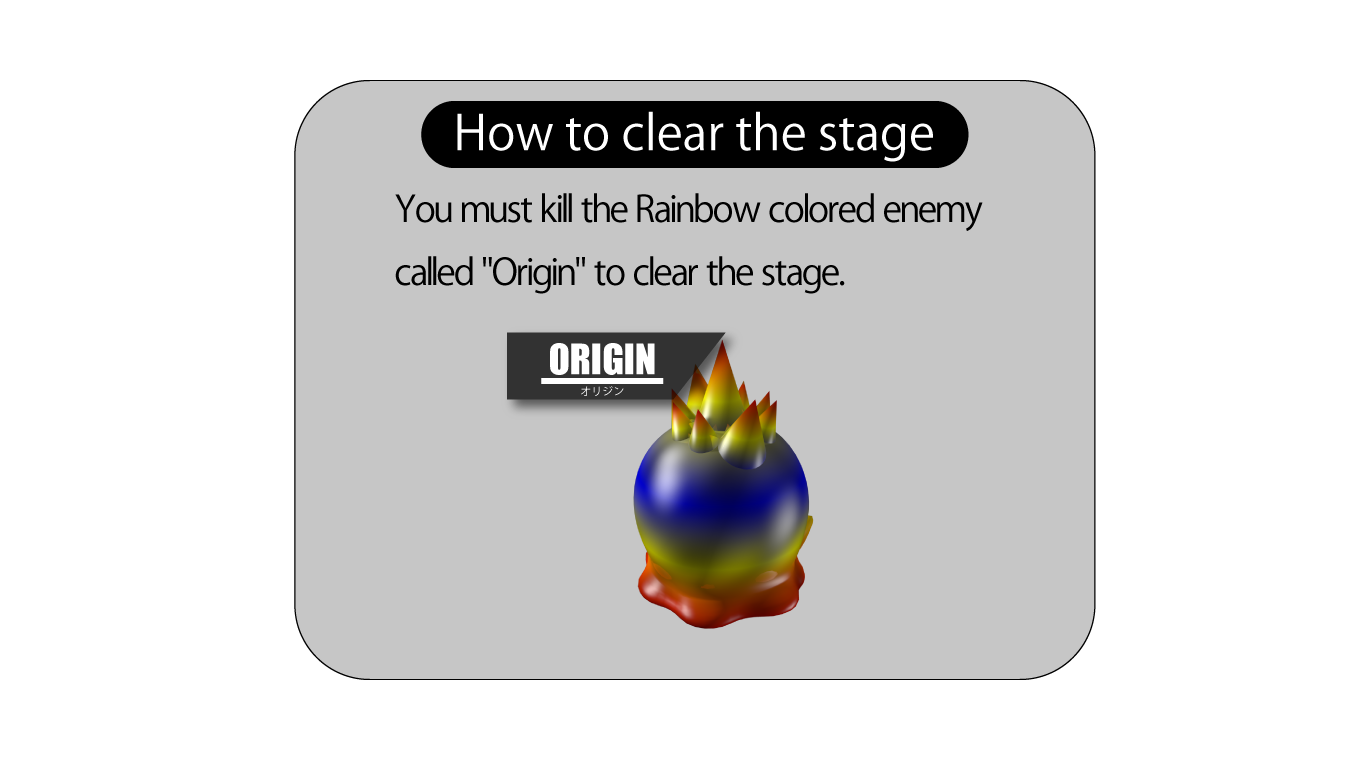 How to clear the stage
You must kill the Rainbow colored enemy
called "Origin" to clear the stage.
ORIGIN
オリジン